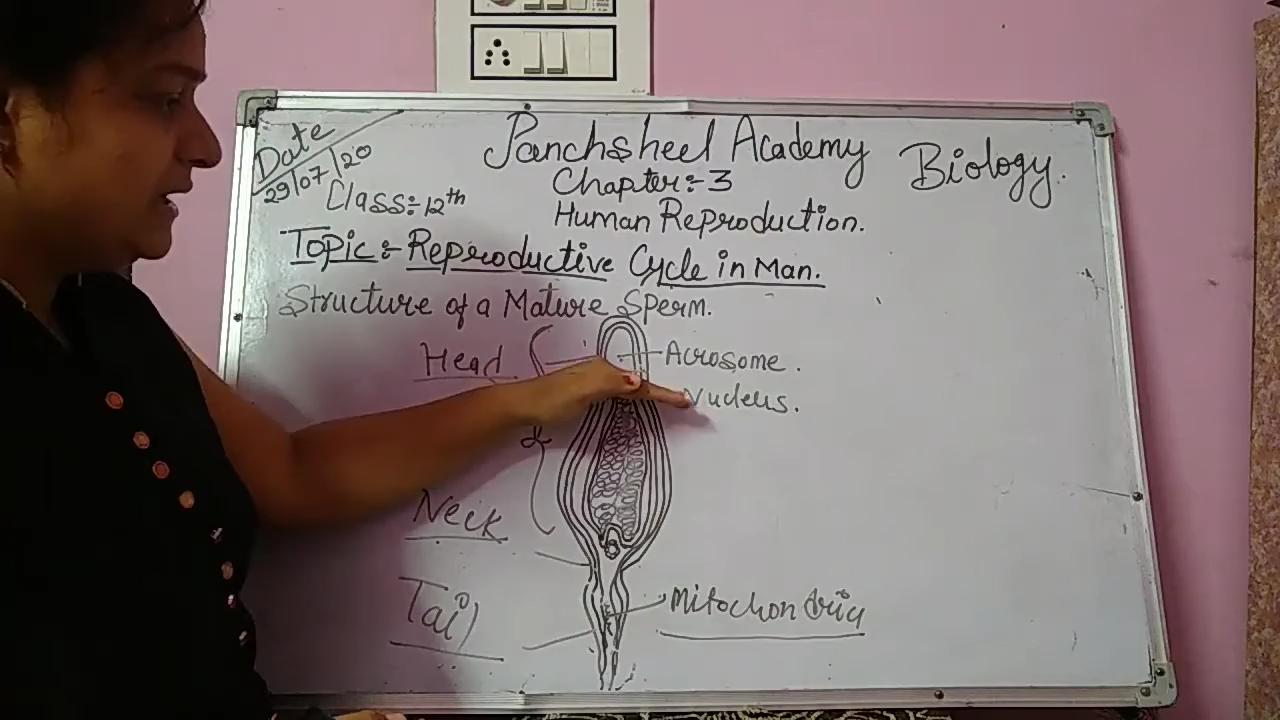 Date
29/07/20
Panchsheel Academy
Biology.
Class:- 12th
Chapter:- 3
Human Reproduction.
Topic:- Reproductive Cycle in Man.
Structure of a Mature Sperm.
Head
Acrosome.
Nucleus.
Neck
Tail
Mitochondria